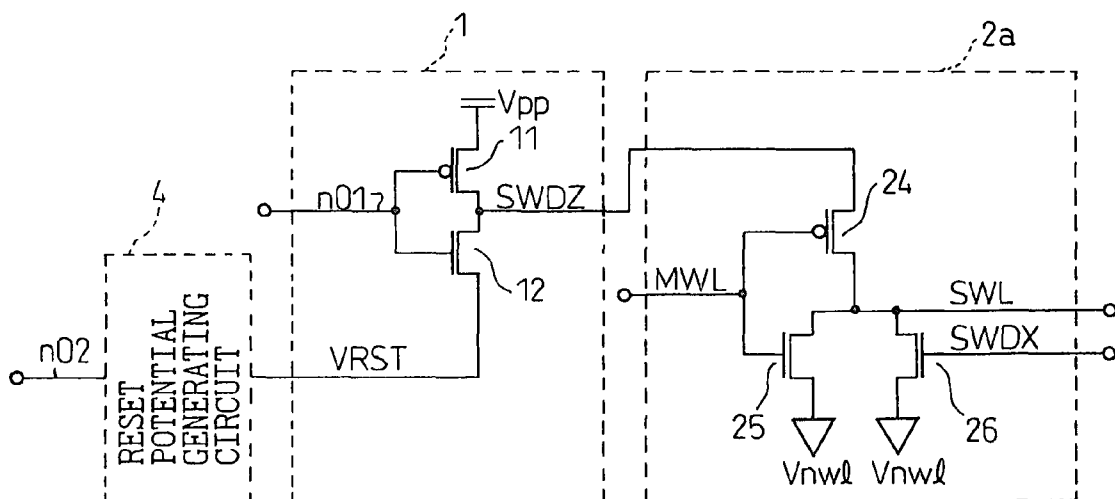 1
2a
Vpp
11
n01
SWDZ
24
4
12
MWL
SWL
SWDX
n02
RESET
POTENTIAL
GENERATING
CIRCUIT
VRST
25
26
Vnwl
Vnwl